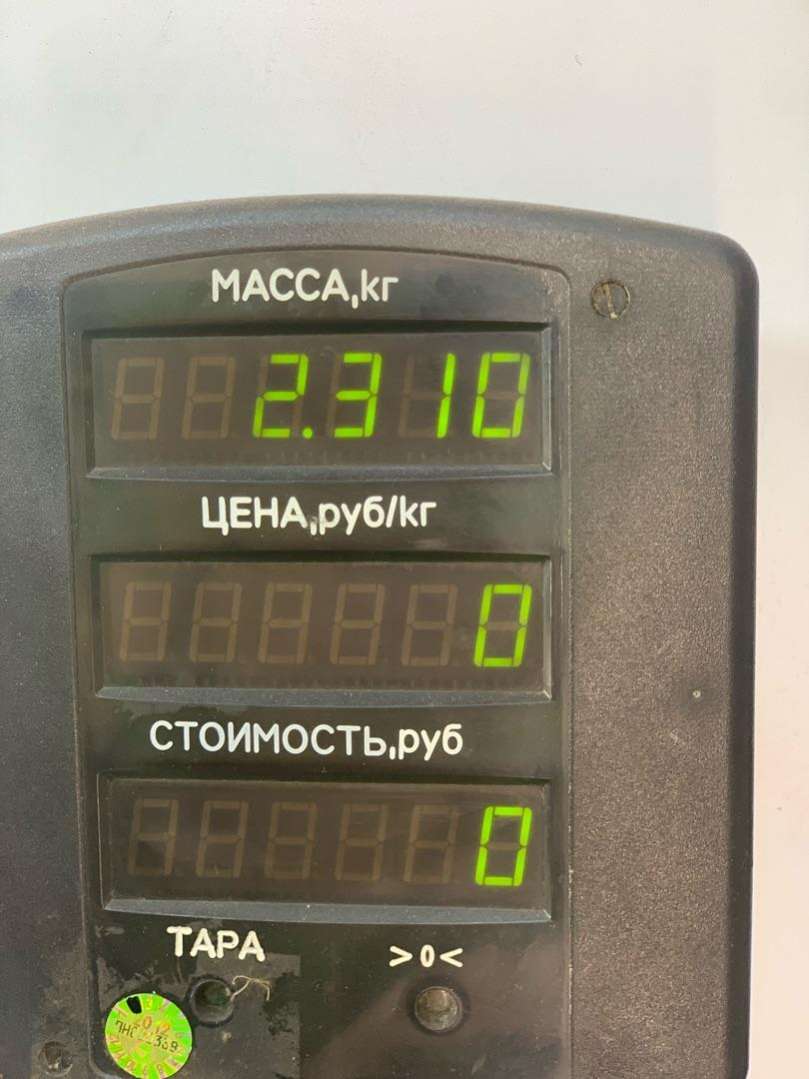 МАССА,кг
2.310
ЦЕНА,руб/кг
0
СТОИМОСТЬ,руб
0
ТАРА >0<